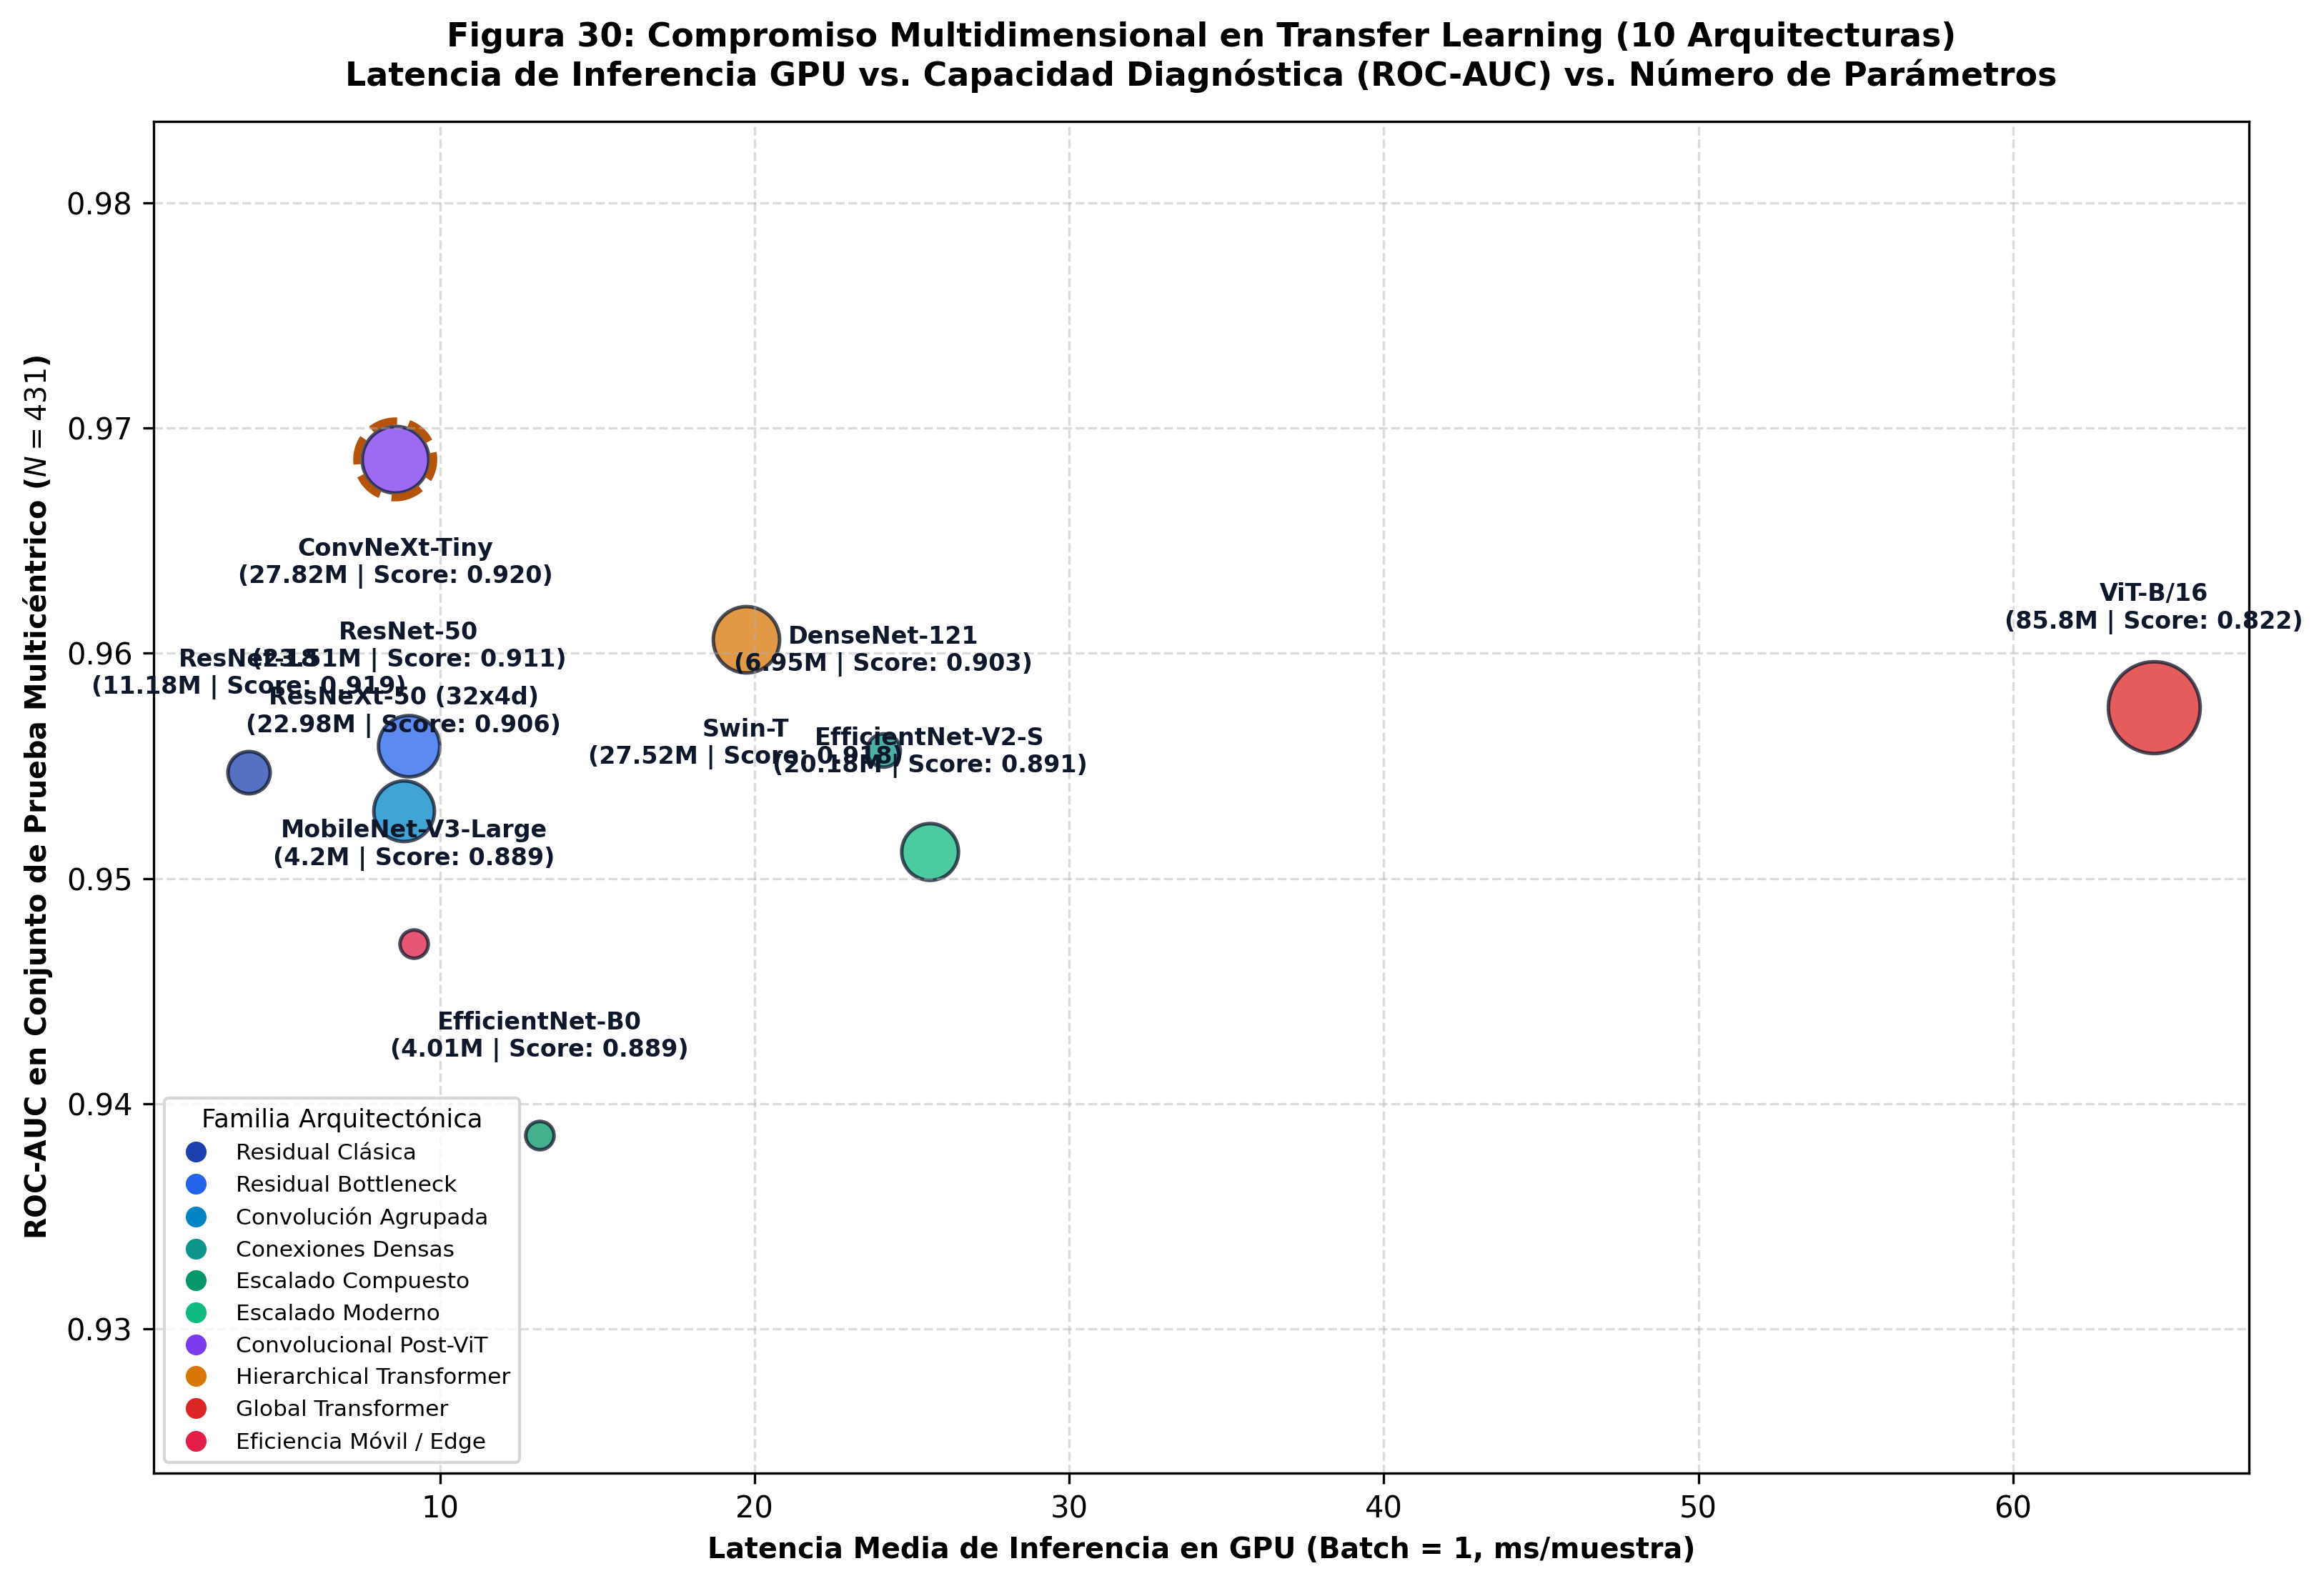 Figura 30: Compromiso Multidimensional en Transfer Learning (10 Arquitecturas)
Latencia de Inferencia GPU vs. Capacidad Diagnóstica (ROC-AUC) vs. Número de Parámetros
ROC-AUC en Conjunto de Prueba Multicéntrico (N = 431)
0.98
0.97
0.96
0.95
0.94
0.93
ConvNeXt-Tiny
(27.82M | Score: 0.920)
ResNet-50
(23.51M | Score: 0.911)
ResNet-18
(11.18M | Score: 0.919)
ResNeXt-50 (32x4d)
(22.98M | Score: 0.906)
MobileNet-V3-Large
(4.2M | Score: 0.889)
EfficientNet-B0
(4.01M | Score: 0.889)
DenseNet-121
(6.95M | Score: 0.903)
Swin-T
(27.52M | Score: 0.918)
EfficientNet-V2-S
(20.18M | Score: 0.891)
ViT-B/16
(85.8M | Score: 0.822)
Familia Arquitectónica
Residual Clásica
Residual Bottleneck
Convolución Agrupada
Conexiones Densas
Escalado Compuesto
Escalado Moderno
Convolucional Post-ViT
Hierarchical Transformer
Global Transformer
Eficiencia Móvil / Edge
10
20
30
40
50
60
Latencia Media de Inferencia en GPU (Batch = 1, ms/muestra)